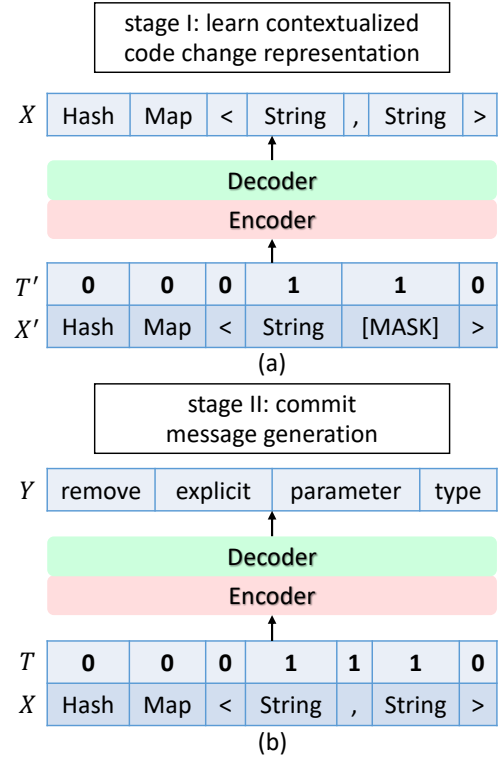 stage I: learn contextualized
code change representation
X Hash Map < String , String >
Decoder
Encoder
T' 0 0 0 1 1 0
X' Hash Map < String [MASK] >
(a)
stage II: commit
message generation
Y remove explicit parameter type
Decoder
Encoder
T 0 0 0 1 1 1 0
X Hash Map < String , String >
(b)